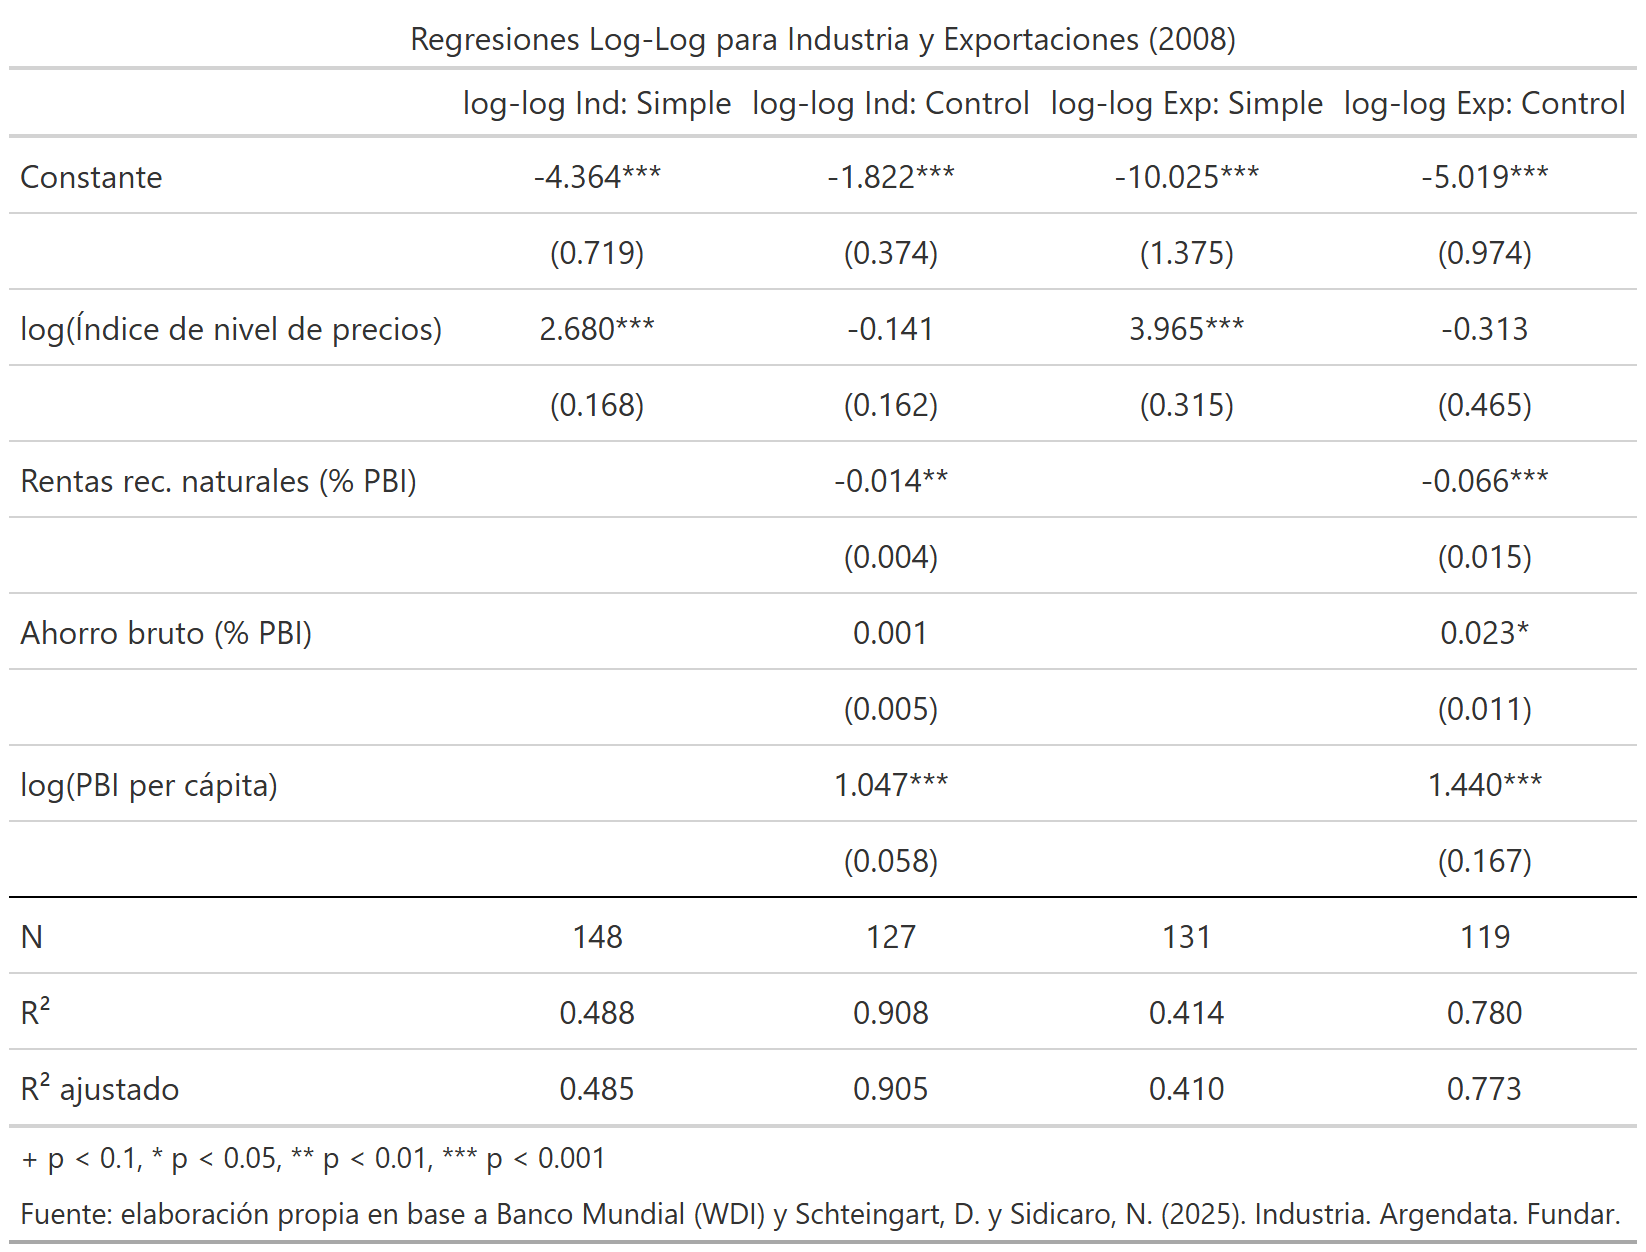 Regresiones Log-Log para Industria y Exportaciones (2008)
log-log Ind: Simple log-log Ind: Control log-log Exp: Simple log-log Exp: Control
Constante -4.364*** -1.822*** -10.025*** -5.019***
(0.719) (0.374) (1.375) (0.974)
log(Índice de nivel de precios) 2.680*** -0.141 3.965*** -0.313
(0.168) (0.162) (0.315) (0.465)
Rentas rec. naturales (% PBI) -0.014** -0.066***
(0.004) (0.015)
Ahorro bruto (% PBI) 0.001 0.023*
(0.005) (0.011)
log(PBI per cápita) 1.047*** 1.440***
(0.058) (0.167)
N 148 127 131 119
R² 0.488 0.908 0.414 0.780
R² ajustado 0.485 0.905 0.410 0.773
+ p < 0.1, * p < 0.05, ** p < 0.01, *** p < 0.001
Fuente: elaboración propia en base a Banco Mundial (WDI) y Schteingart, D. y Sidicaro, N. (2025). Industria. Argendata. Fundar.